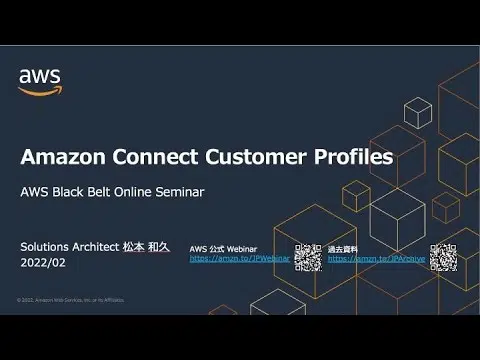 aws
Amazon Connect Customer Profiles
AWS Black Belt Online Seminar
Solutions Architect 松本 和久
2022/02
AWS 公式 Webinar
https://amzn.to/JPWebinar
過去資料
https://amzn.to/JPArchive
© 2022, Amazon Web Services, Inc. or its Affiliates.